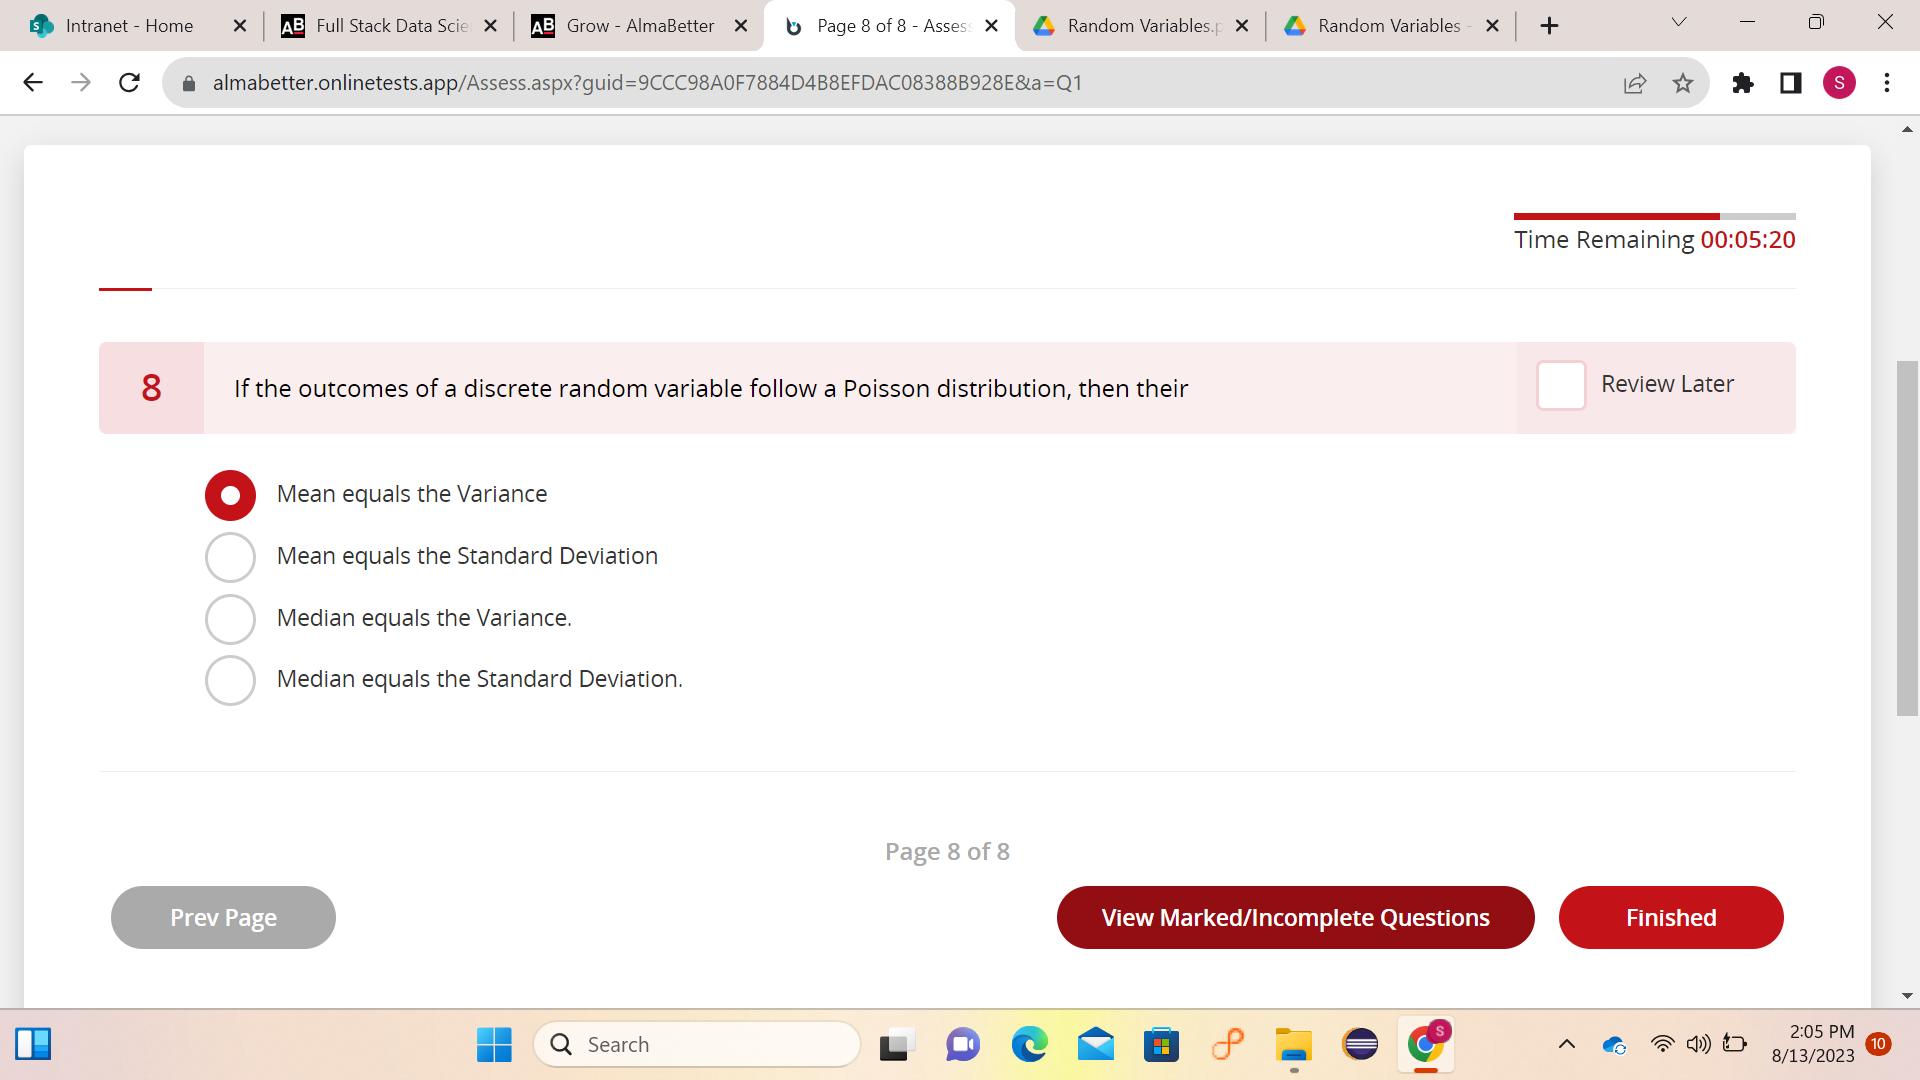 Intranet - Home
Full Stack Data Scie
Grow - AlmaBetter
Page 8 of 8 - Assess
Random Variables.p
Random Variables -
almabetter.onlinetests.app/Assess.aspx?guid=9CCC98A0F7884D4B8EFDAC08388B928E&a=Q1
S
Time Remaining 00:05:20
8
If the outcomes of a discrete random variable follow a Poisson distribution, then their
Review Later
Mean equals the Variance
Mean equals the Standard Deviation
Median equals the Variance.
Median equals the Standard Deviation.
Page 8 of 8
Prev Page
View Marked/Incomplete Questions
Finished
Search
S
2:05 PM
8/13/2023
10